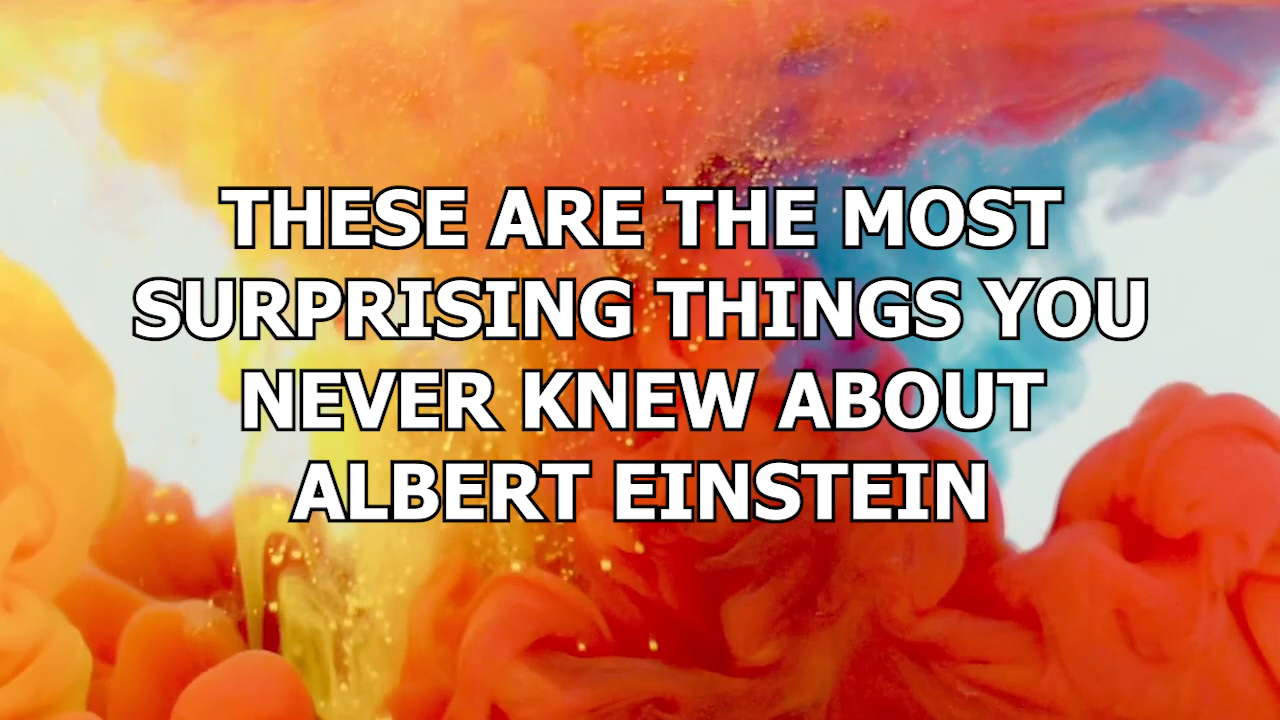 THESE ARE THE MOST
SURPRISING THINGS YOU
NEVER KNEW ABOUT
ALBERT EINSTEIN